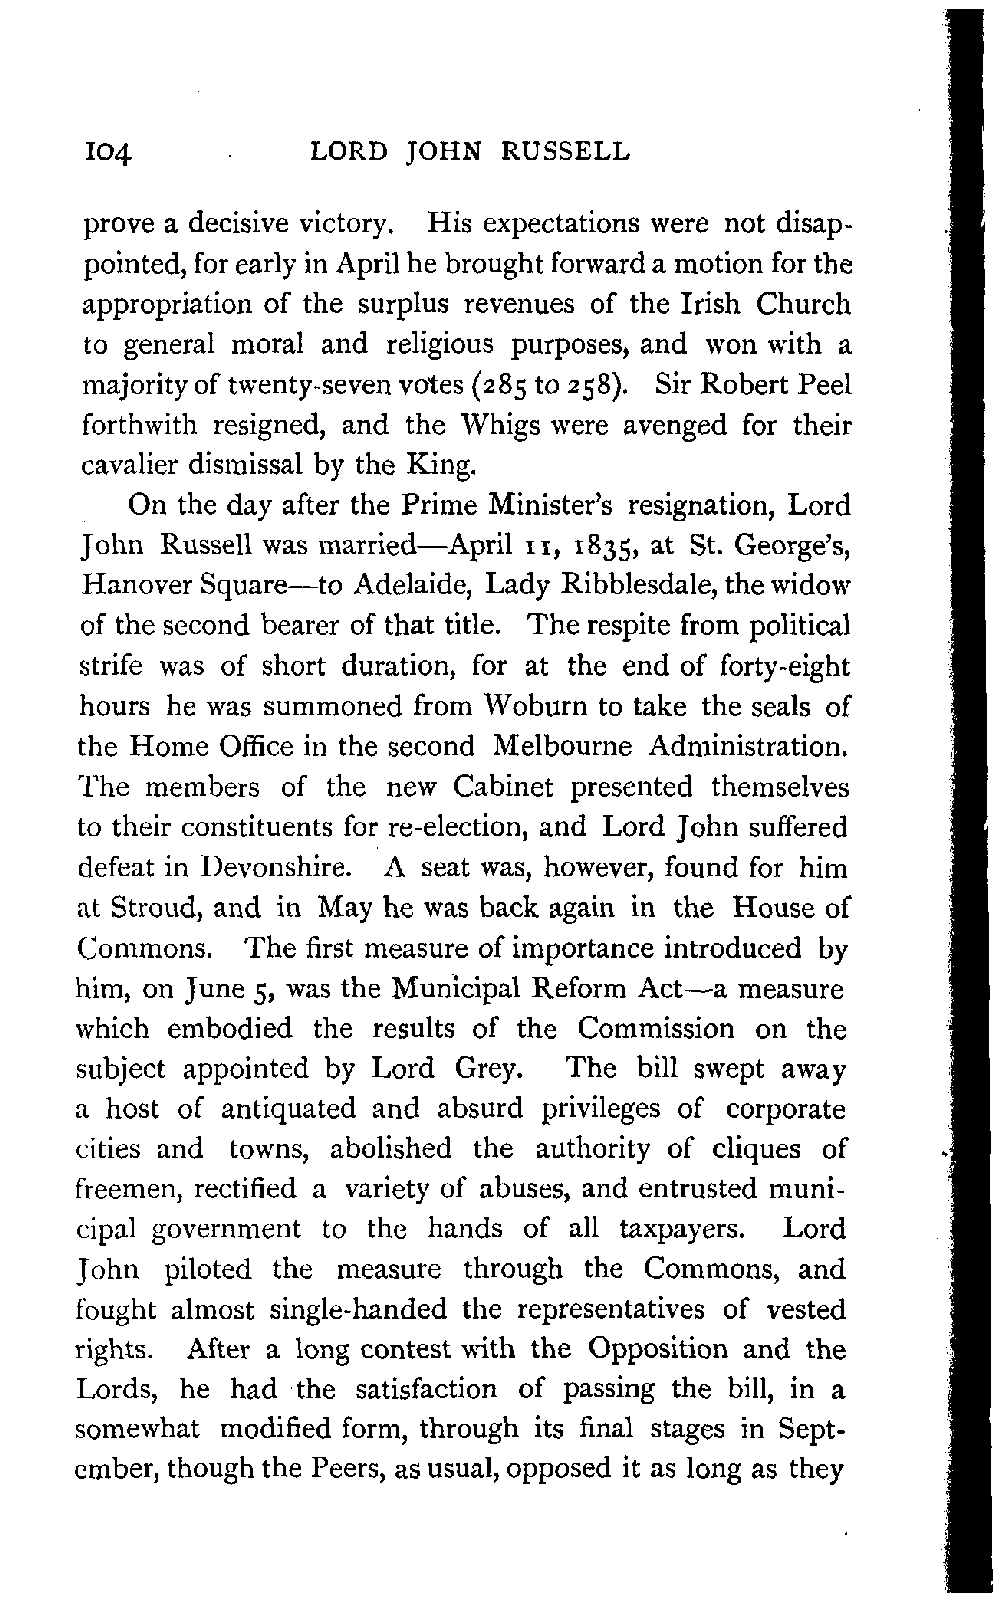 104 LORD JOHN RUSSELL
prove a decisive victory. His expectations were not disap-
pointed, for early in April he brought forward a motion for the
appropriation of the surplus revenues of the Irish Church
to general moral and religious purposes, and won with a
majority of twenty-seven votes (285 to 258). Sir Robert Peel
forthwith resigned, and the Whigs were avenged for their
cavalier dismissal by the King.
On the day after the Prime Minister's resignation, Lord
John Russell was married—April 11, 1835, at St. George's,
Hanover Square—to Adelaide, Lady Ribblesdale, the widow
of the second bearer of that title. The respite from political
strife was of short duration, for at the end of forty-eight
hours he was summoned from Woburn to take the seals of
the Home Office in the second Melbourne Administration.
The members of the new Cabinet presented themselves
to their constituents for re-election, and Lord John suffered
defeat in Devonshire. A seat was, however, found for him
at Stroud, and in May he was back again in the House of
Commons. The first measure of importance introduced by
him, on June 5, was the Municipal Reform Act—a measure
which embodied the results of the Commission on the
subject appointed by Lord Grey. The bill swept away
a host of antiquated and absurd privileges of corporate
cities and towns, abolished the authority of cliques of
freemen, rectified a variety of abuses, and entrusted muni-
cipal government to the hands of all taxpayers. Lord
John piloted the measure through the Commons, and
fought almost single-handed the representatives of vested
rights. After a long contest with the Opposition and the
Lords, he had the satisfaction of passing the bill, in a
somewhat modified form, through its final stages in Sept-
ember, though the Peers, as usual, opposed it as long as they